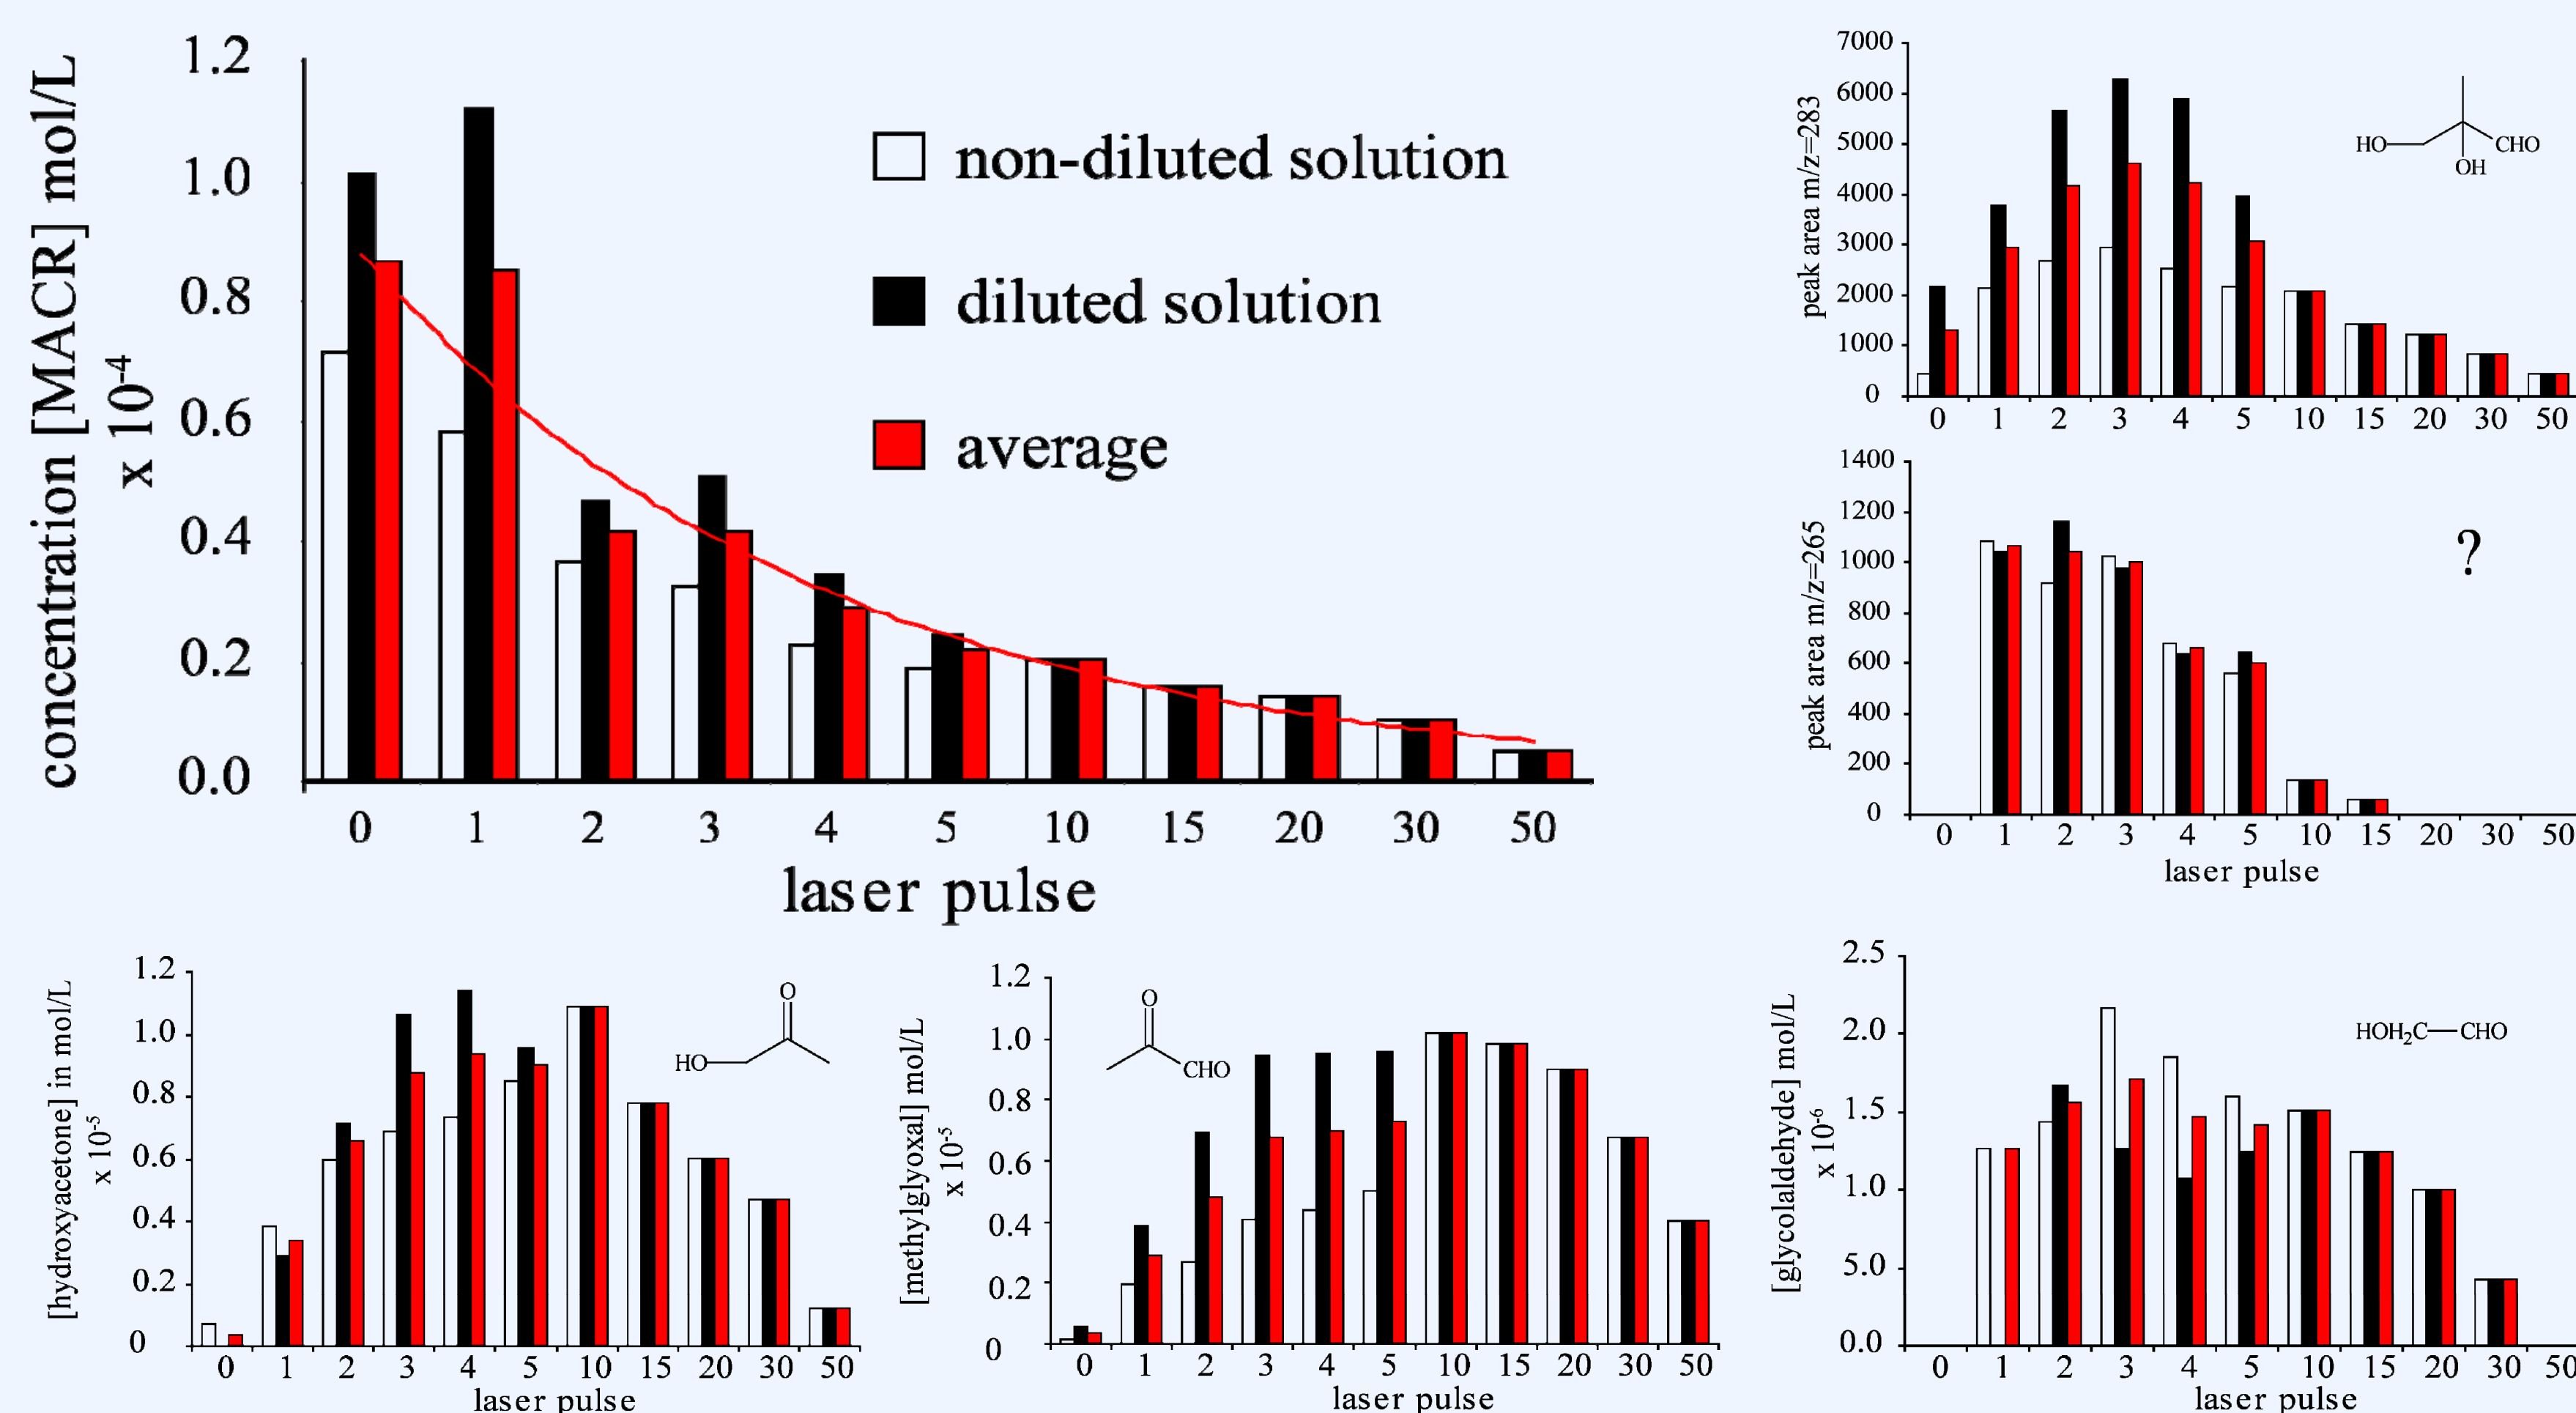 concentration [MACR] mol/L
x 10-4
1.2
1.0
0.8
0.6
0.4
0.2
0.0
non-diluted solution
diluted solution
average
0 1 2 3 4 5 10 15 20 30 50
laser pulse
peak area m/z=283
7000
6000
5000
4000
3000
2000
1000
0
HO
OH
CHO
0 1 2 3 4 5 10 15 20 30 50
peak area m/z=265
1400
1200
1000
800
600
400
200
0
?
0 1 2 3 4 5 10 15 20 30 50
laser pulse
[hydroxyacetone] in mol/L
x 10-5
1.2
1.0
0.8
0.6
0.4
0.2
0
O
HO
0 1 2 3 4 5 10 15 20 30 50
laser pulse
[methylglyoxal] mol/L
x 10-5
1.2
1.0
0.8
0.6
0.4
0.2
0
O
CHO
0 1 2 3 4 5 10 15 20 30 50
laser pulse
[glycolaldehyde] mol/L
x 10-6
2.5
2.0
1.5
1.0
5.0
0.0
HOH2C—CHO
0 1 2 3 4 5 10 15 20 30 50
laser pulse